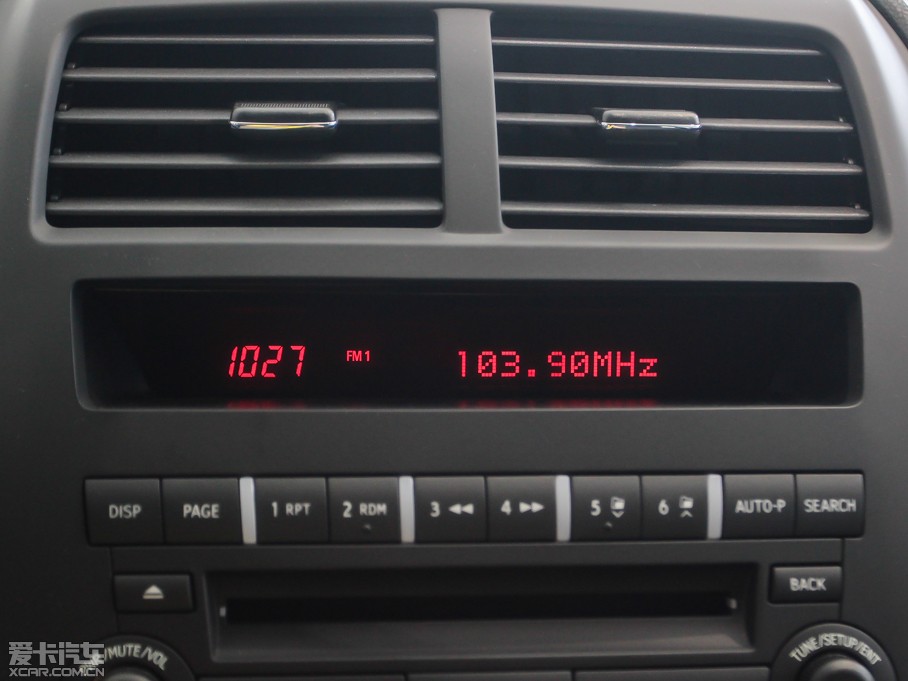 1027 FM1 103.90MHz
DISP PAGE 1 RPT 2 RDM 3 ◀◀ 4 ▶▶ 5 6 AUTO-P SEARCH
BACK
/MUTE/VOL TUNE/SETUP/ENT
爱卡汽车
XCAR.COM.CN